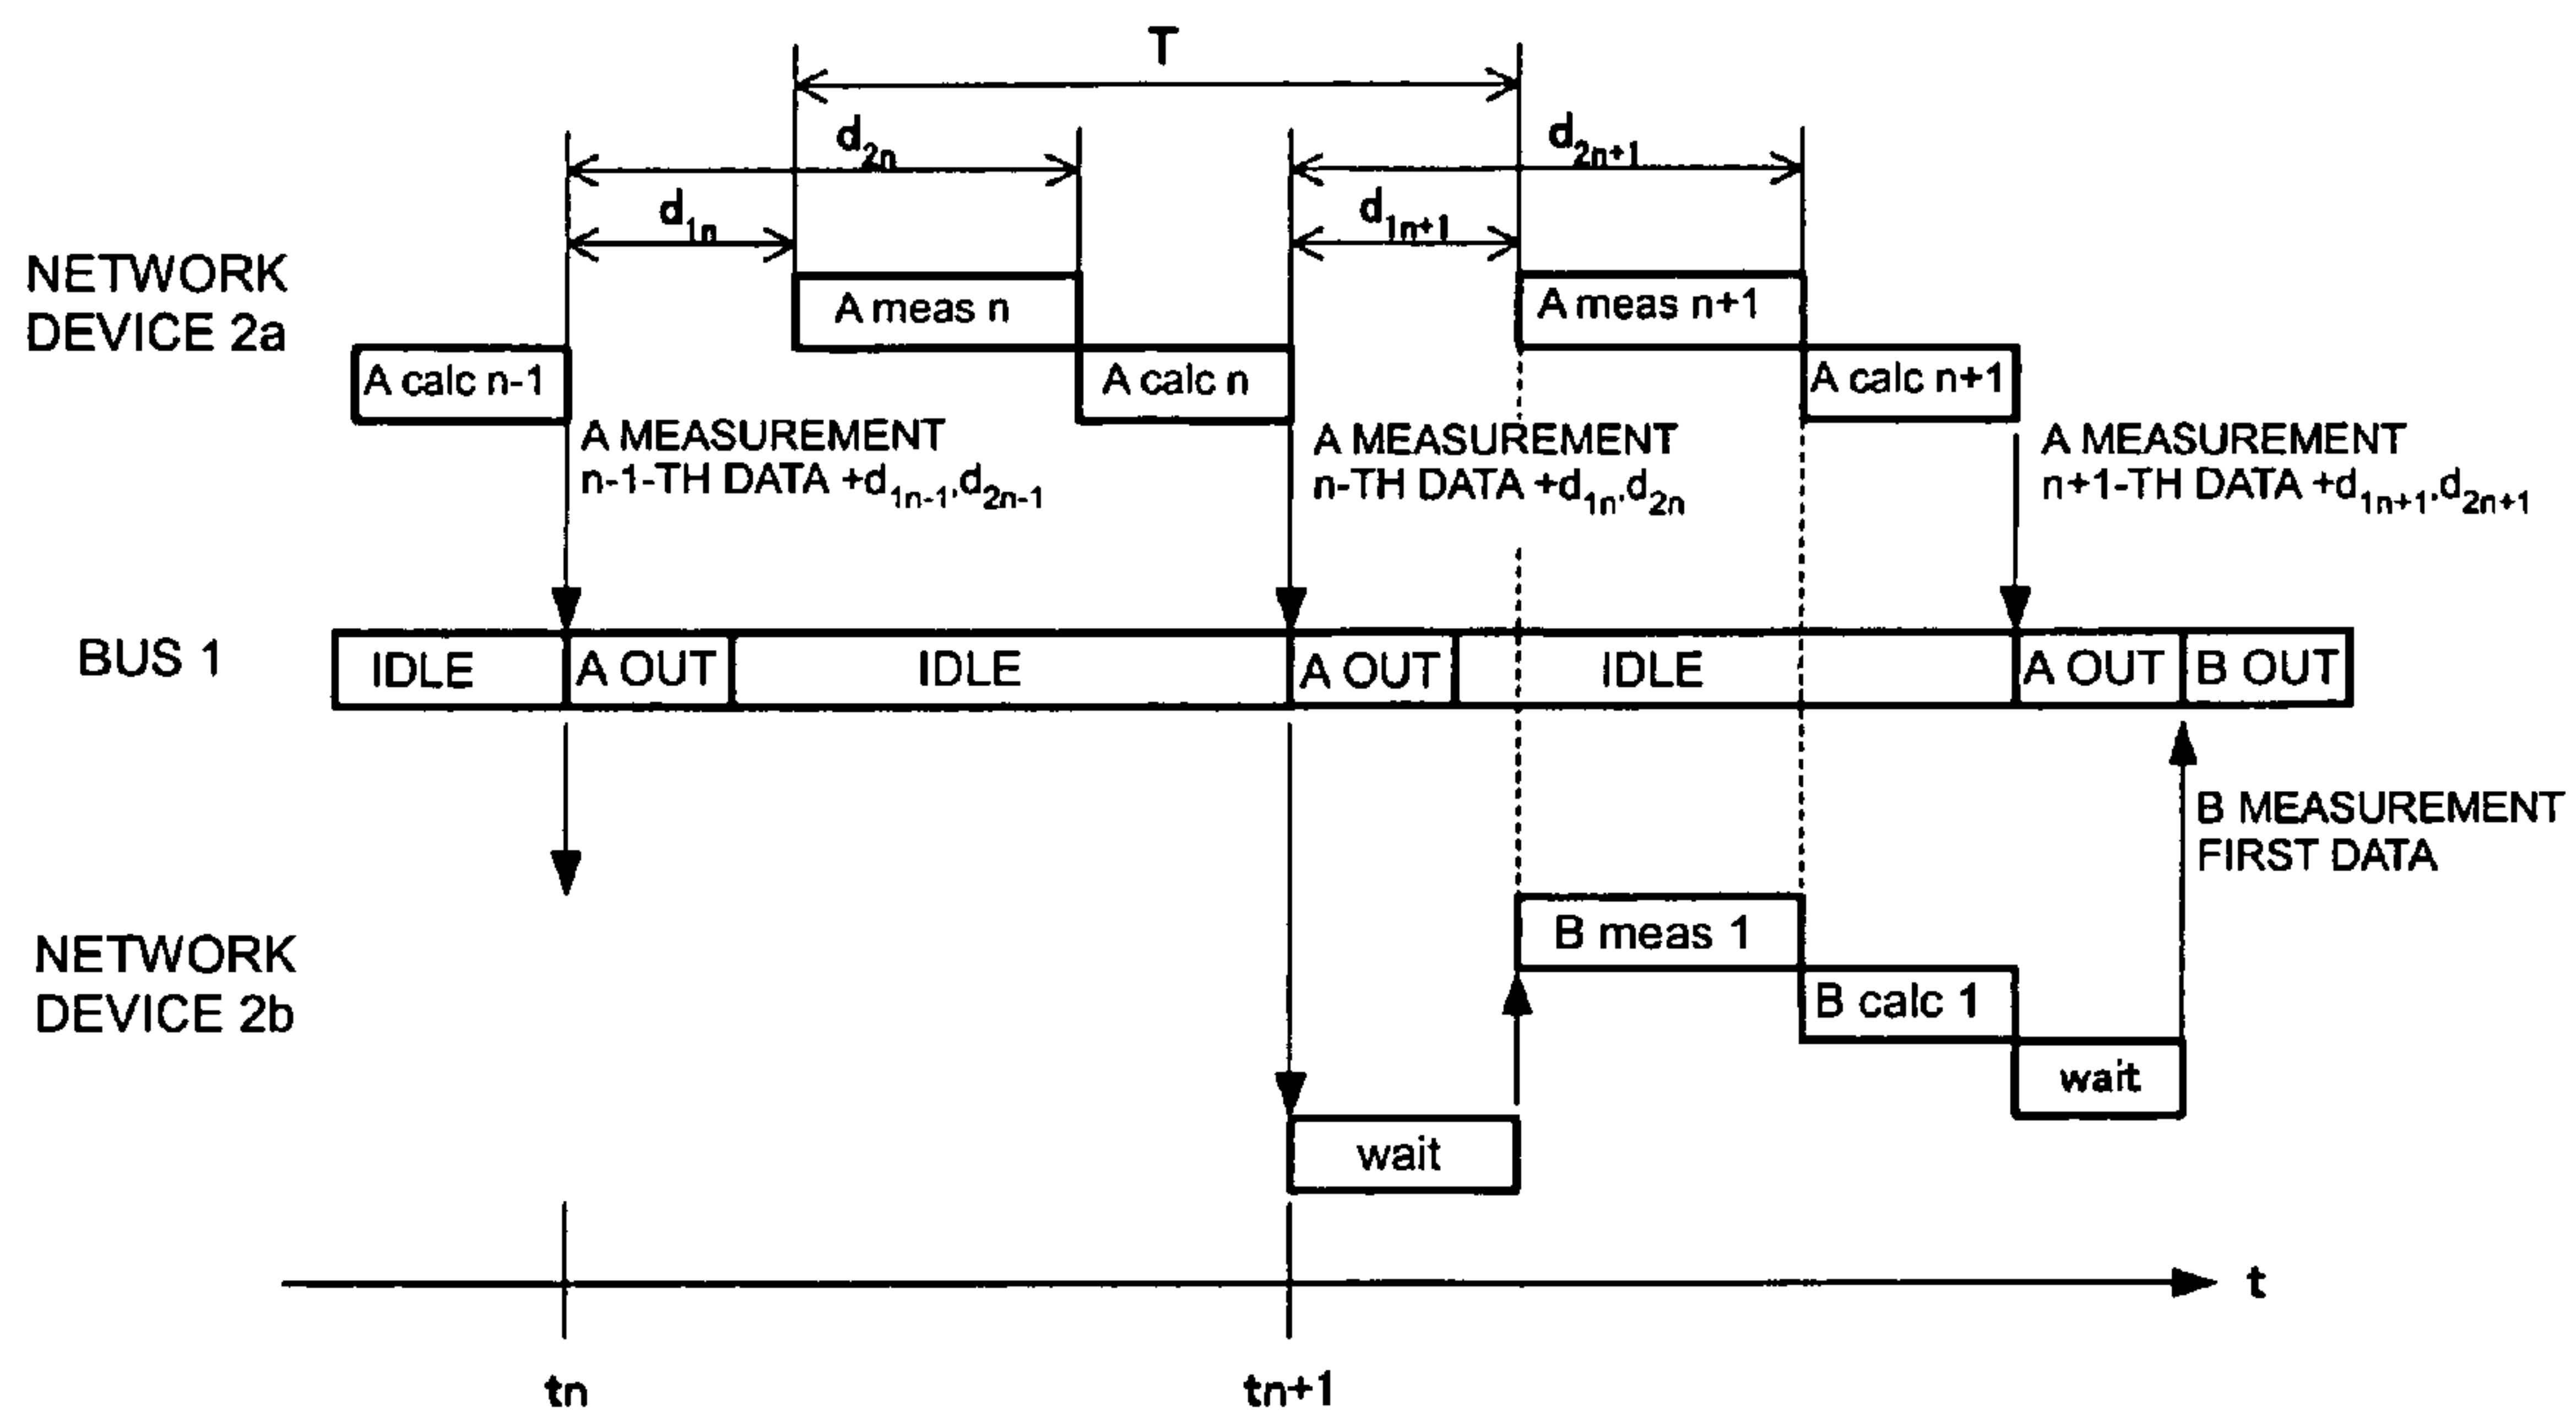 T
d2n
d2n+1
d1n
d1n+1
NETWORK
DEVICE 2a
A meas n
A meas n+1
A calc n-1
A calc n
A calc n+1
A MEASUREMENT
n-1-TH DATA +d1n-1,d2n-1
A MEASUREMENT
n-TH DATA +d1n,d2n
A MEASUREMENT
n+1-TH DATA +d1n+1,d2n+1
BUS 1
IDLE
A OUT
IDLE
A OUT
IDLE
A OUT
B OUT
B MEASUREMENT
FIRST DATA
NETWORK
DEVICE 2b
B meas 1
B calc 1
wait
wait
t
tn
tn+1